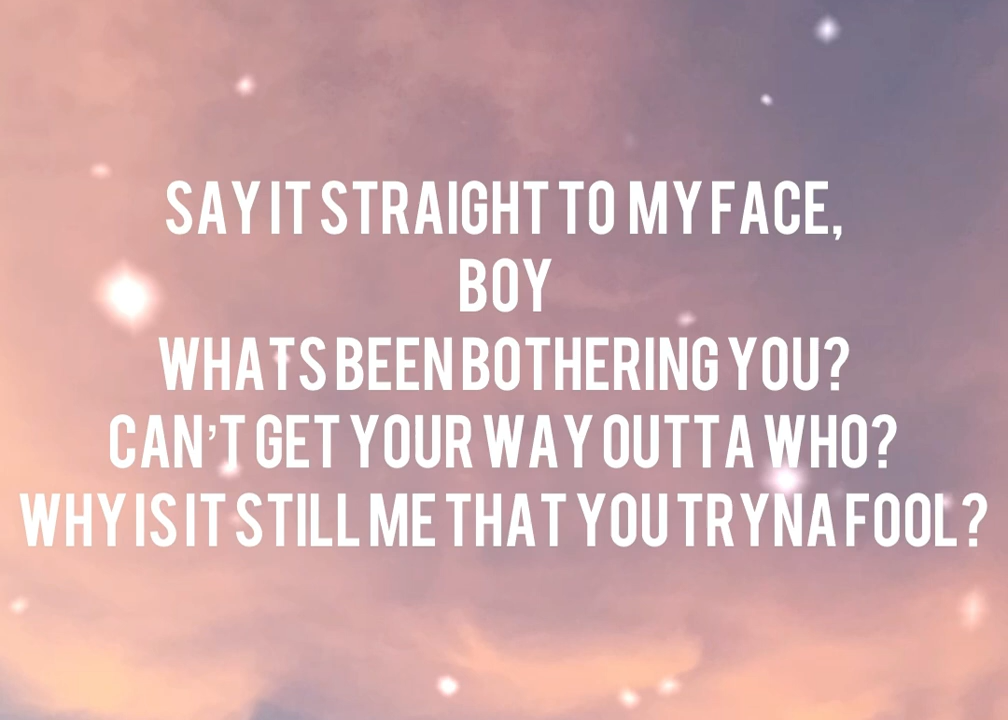 SAY IT STRAIGHT TO MY FACE,
BOY
WHATS BEEN BOTHERING YOU?
CAN'T GET YOUR WAY OUTTA WHO?
WHY IS IT STILL ME THAT YOU TRYNA FOOL?